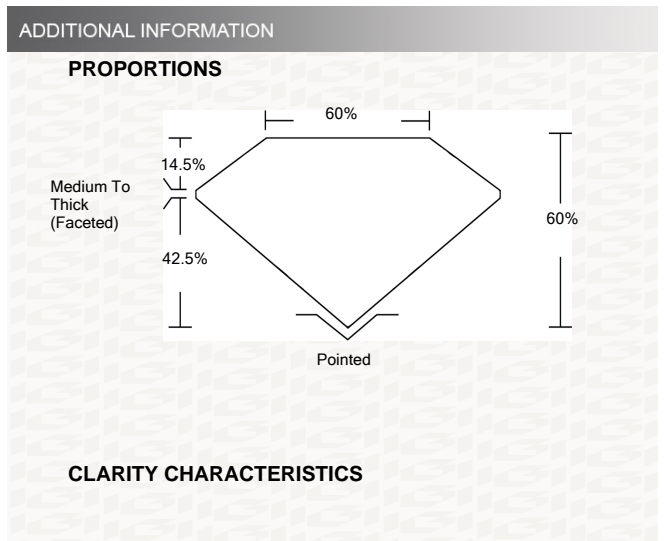 ADDITIONAL INFORMATION
PROPORTIONS
60%
14.5%
Medium To
Thick
(Faceted)
60%
42.5%
Pointed
CLARITY CHARACTERISTICS